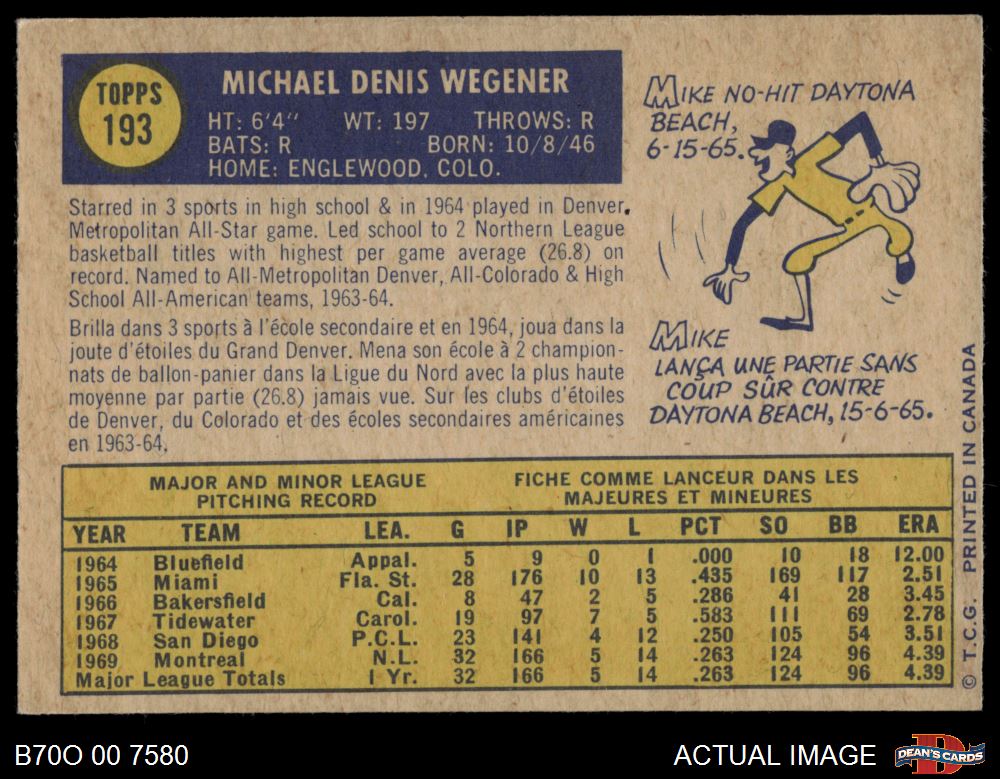 TOPPS
193
MICHAEL DENIS WEGENER
HT: 6'4" WT: 197 THROWS: R
BATS: R BORN: 10/8/46
HOME: ENGLEWOOD, COLO.
Starred in 3 sports in high school & in 1964 played in Denver
Metropolitan All-Star game. Led school to 2 Northern League
basketball titles with highest per game average (26.8) on
record. Named to All-Metropolitan Denver, All-Colorado & High
School All-American teams, 1963-64.
Brilla dans 3 sports à l'école secondaire et en 1964, joua dans la
joute d'étoiles du Grand Denver. Mena son école à 2 champion-
nats de ballon-panier dans la Ligue du Nord avec la plus haute
moyenne par partie (26.8) jamais vue. Sur les clubs d'étoiles
de Denver, du Colorado et des écoles secondaires américaines
en 1963-64,
MIKE NO-HIT DAYTONA
BEACH,
6-15-65.
MIKE
LANÇA UNE PARTIE SANS
COUP SÛR CONTRE
DAYTONA BEACH, 15-6-65.
MAJOR AND MINOR LEAGUE
PITCHING RECORD
FICHE COMME LANCEUR DANS LES
MAJEURES ET MINEURES
YEAR TEAM LEA. G IP W L PCT SO BB ERA
1964 Bluefield Appal. 5 9 0 1 .000 10 18 12.00
1965 Miami Fla. St. 28 176 10 13 .435 169 117 2.51
1966 Bakersfield Cal. 8 47 2 5 .286 41 28 3.45
1967 Tidewater Carol. 19 97 7 5 .583 111 69 2.78
1968 San Diego P.C.L. 23 141 4 12 .250 105 54 3.51
1969 Montreal N.L. 32 166 5 14 .263 124 96 4.39
Major League Totals 1 Yr. 32 166 5 14 .263 124 96 4.39
© T.C.G. PRINTED IN CANADA
B70O 00 7580
ACTUAL IMAGE
DEAN'S CARDS